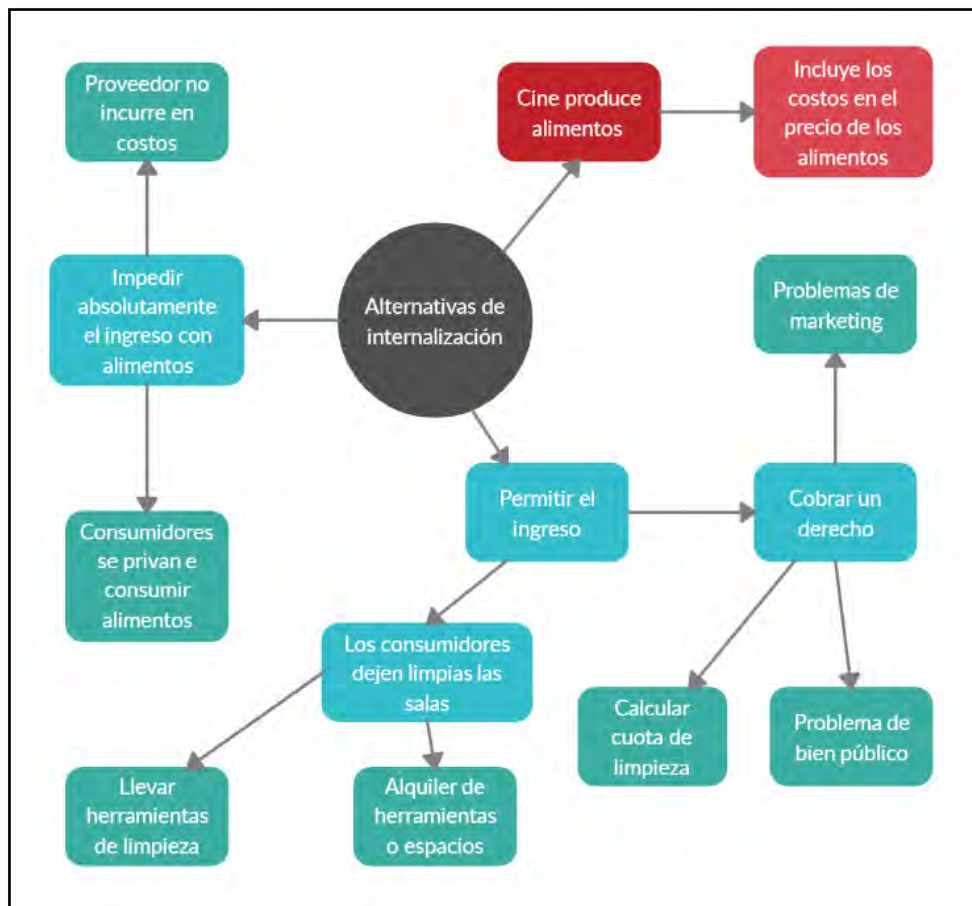 Proveedor no
incurre en
costos
Cine produce
alimentos
Incluye los
costos en el
precio de los
alimentos
Impedir
absolutamente
el ingreso con
alimentos
Alternativas de
internalización
Problemas de
marketing
Consumidores
se privan e
consumir
alimentos
Permitir el
ingreso
Cobrar un
derecho
Los consumidores
dejen limpias las
salas
Calcular
cuota de
limpieza
Problema de
bien público
Llevar
herramientas
de limpieza
Alquiler de
herramientas
o espacios